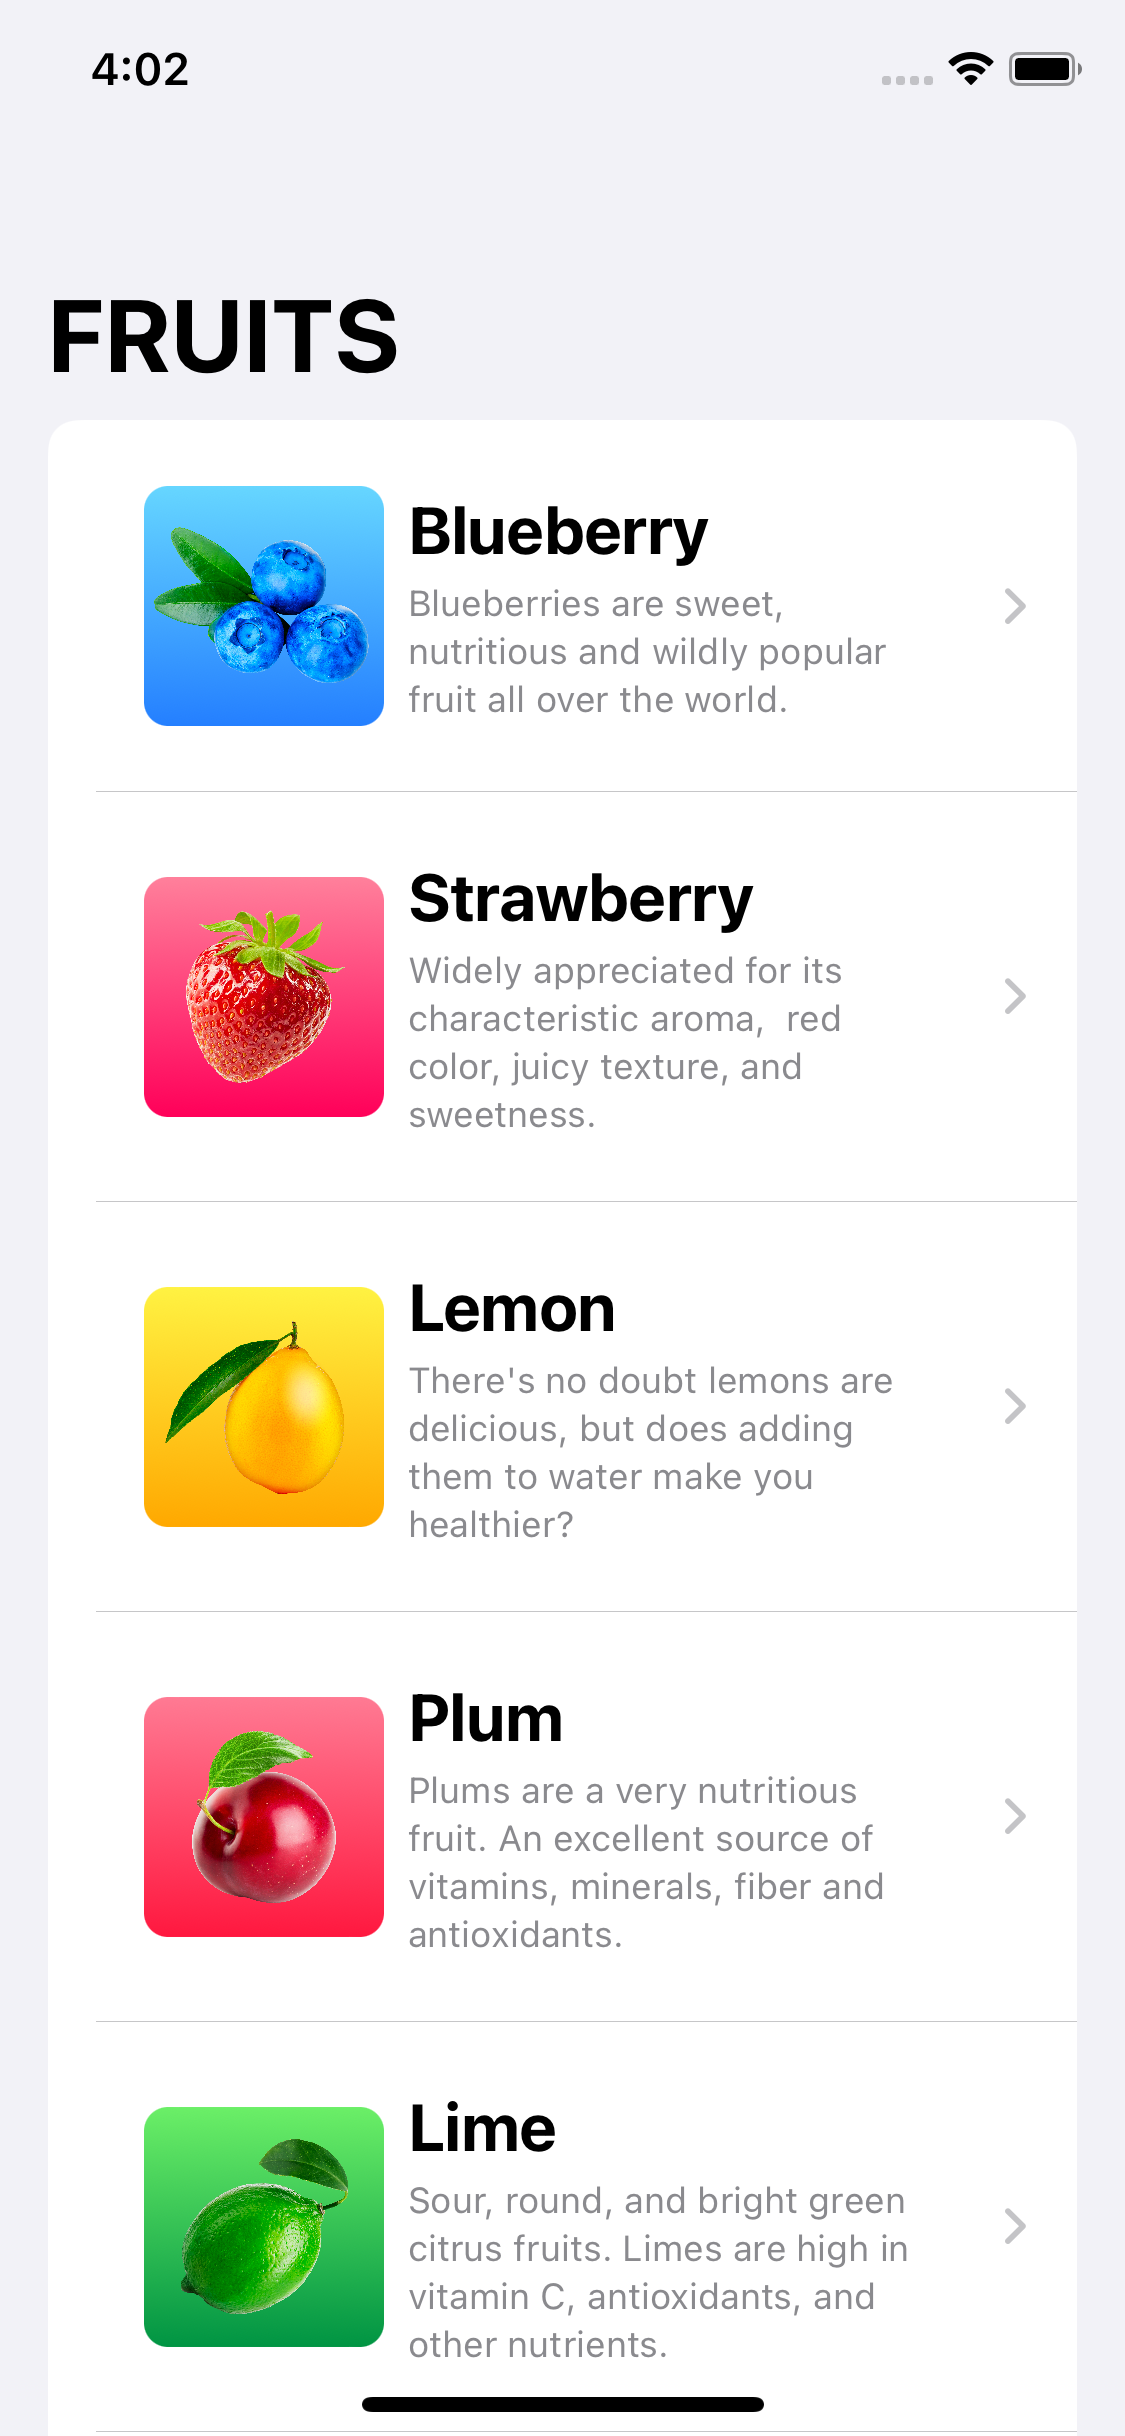 4:02
FRUITS
Blueberry
Blueberries are sweet,
nutritious and wildly popular
fruit all over the world.
Strawberry
Widely appreciated for its
characteristic aroma,  red
color, juicy texture, and
sweetness.
Lemon
There's no doubt lemons are
delicious, but does adding
them to water make you
healthier?
Plum
Plums are a very nutritious
fruit. An excellent source of
vitamins, minerals, fiber and
antioxidants.
Lime
Sour, round, and bright green
citrus fruits. Limes are high in
vitamin C, antioxidants, and
other nutrients.